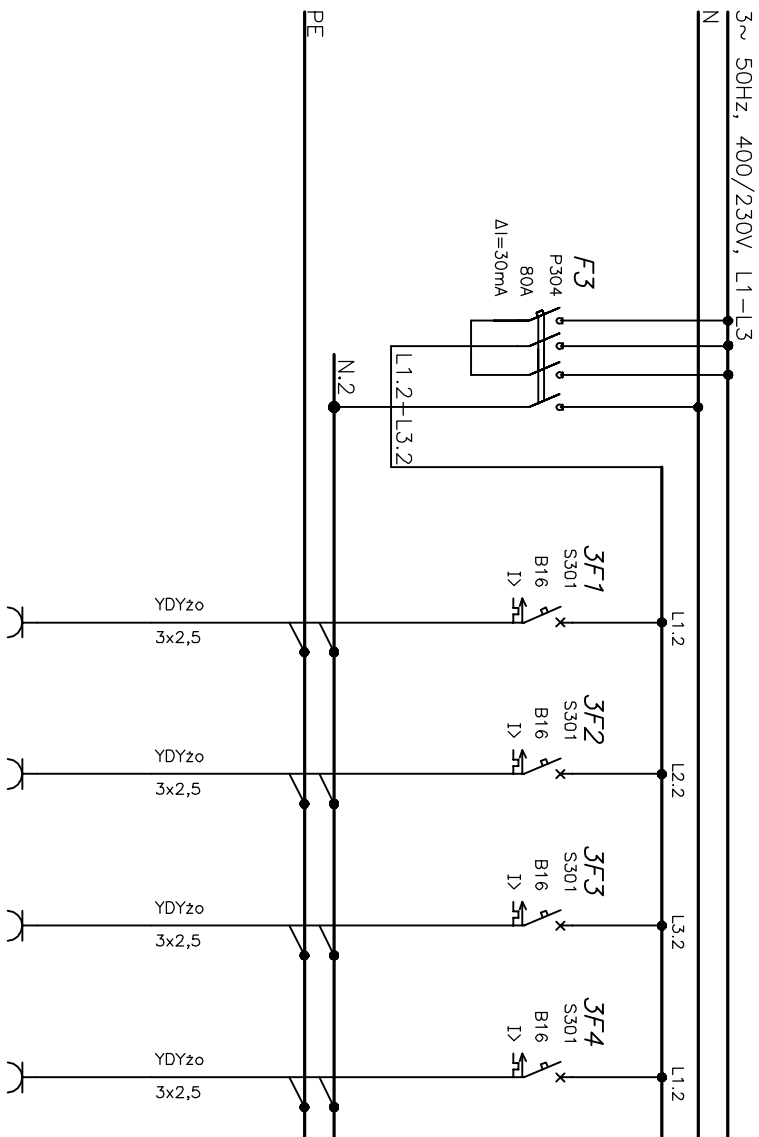 3~ 50Hz, 400/230V, L1-L3
N
F3
P304
80A
ΔI=30mA
L1.2-L3.2
N.2
PE
L1.2
3F1
S301
B16
I>
YDYżo
3x2,5
L2.2
3F2
S301
B16
I>
YDYżo
3x2,5
L3.2
3F3
S301
B16
I>
YDYżo
3x2,5
L1.2
3F4
S301
B16
I>
YDYżo
3x2,5